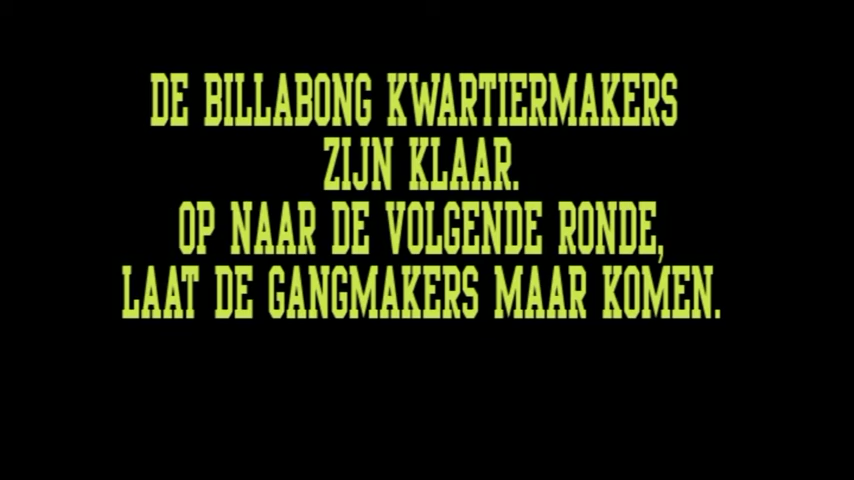 DE BILLABONG KWARTIERMAKERS
ZIJN KLAAR.
OP NAAR DE VOLGENDE RONDE,
LAAT DE GANGMAKERS MAAR KOMEN.